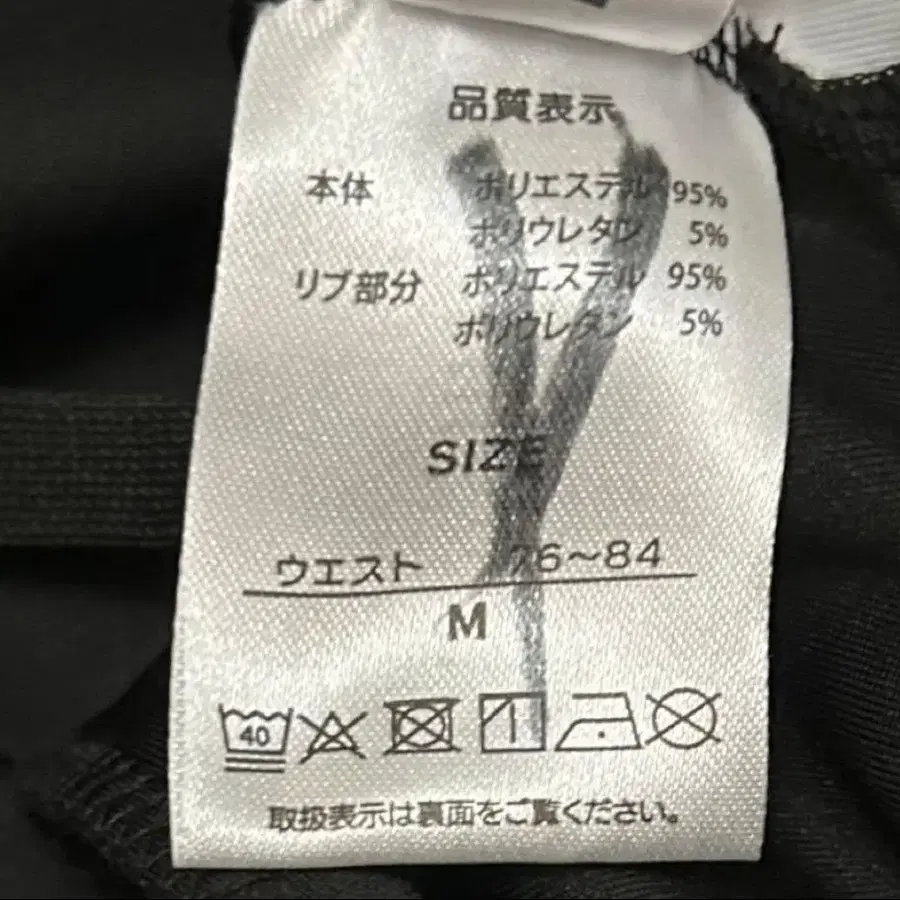 品質表示
本体 ポリエステル 95%
ポリウレタン 5%
リブ部分 ポリエステル 95%
ポリウレタン 5%
SIZE
ウエスト 76～84
M
40
取扱表示は裏面をご覧ください。